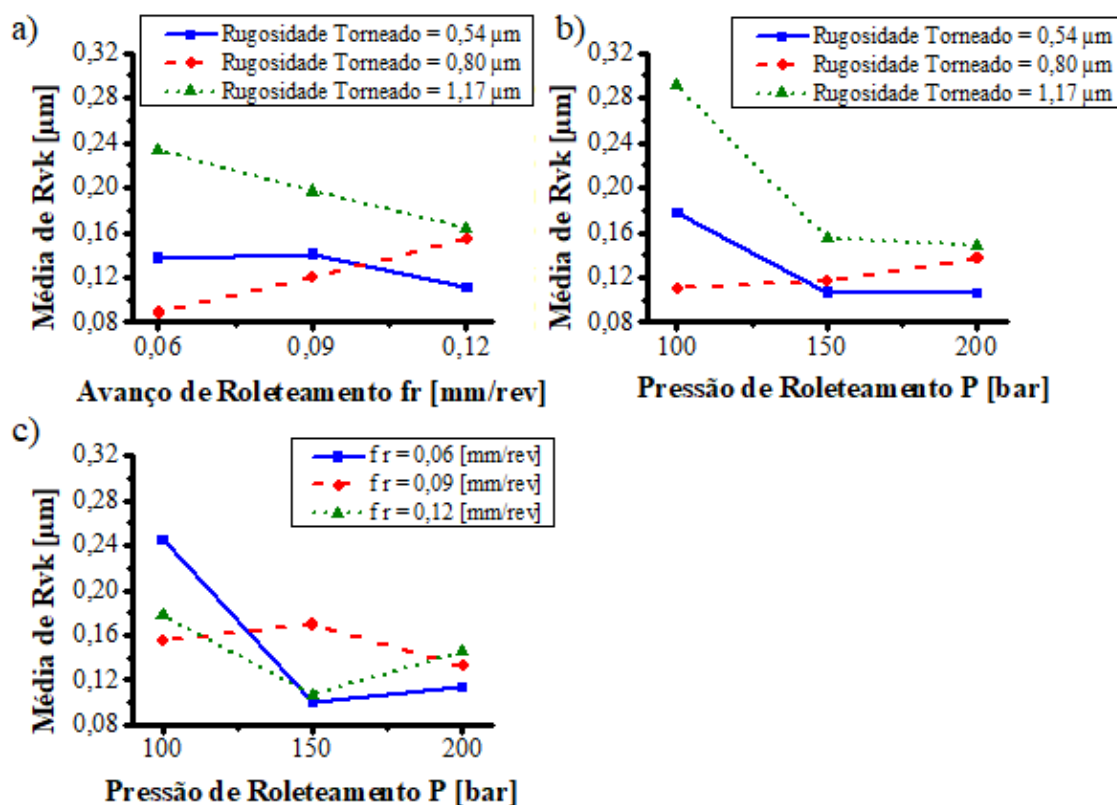 a)
Rugosidade Torneado = 0,54 µm
Rugosidade Torneado = 0,80 µm
Rugosidade Torneado = 1,17 µm
Média de Rvk [µm]
0,32
0,28
0,24
0,20
0,16
0,12
0,08
0,06
0,09
0,12
Avanço de Roleteamento fr [mm/rev]
b)
Rugosidade Torneado = 0,54 µm
Rugosidade Torneado = 0,80 µm
Rugosidade Torneado = 1,17 µm
Média de Rvk [µm]
0,32
0,28
0,24
0,20
0,16
0,12
0,08
100
150
200
Pressão de Roleteamento P [bar]
c)
f r = 0,06 [mm/rev]
f r = 0,09 [mm/rev]
f r = 0,12 [mm/rev]
Média de Rvk [µm]
0,32
0,28
0,24
0,20
0,16
0,12
0,08
100
150
200
Pressão de Roleteamento P [bar]